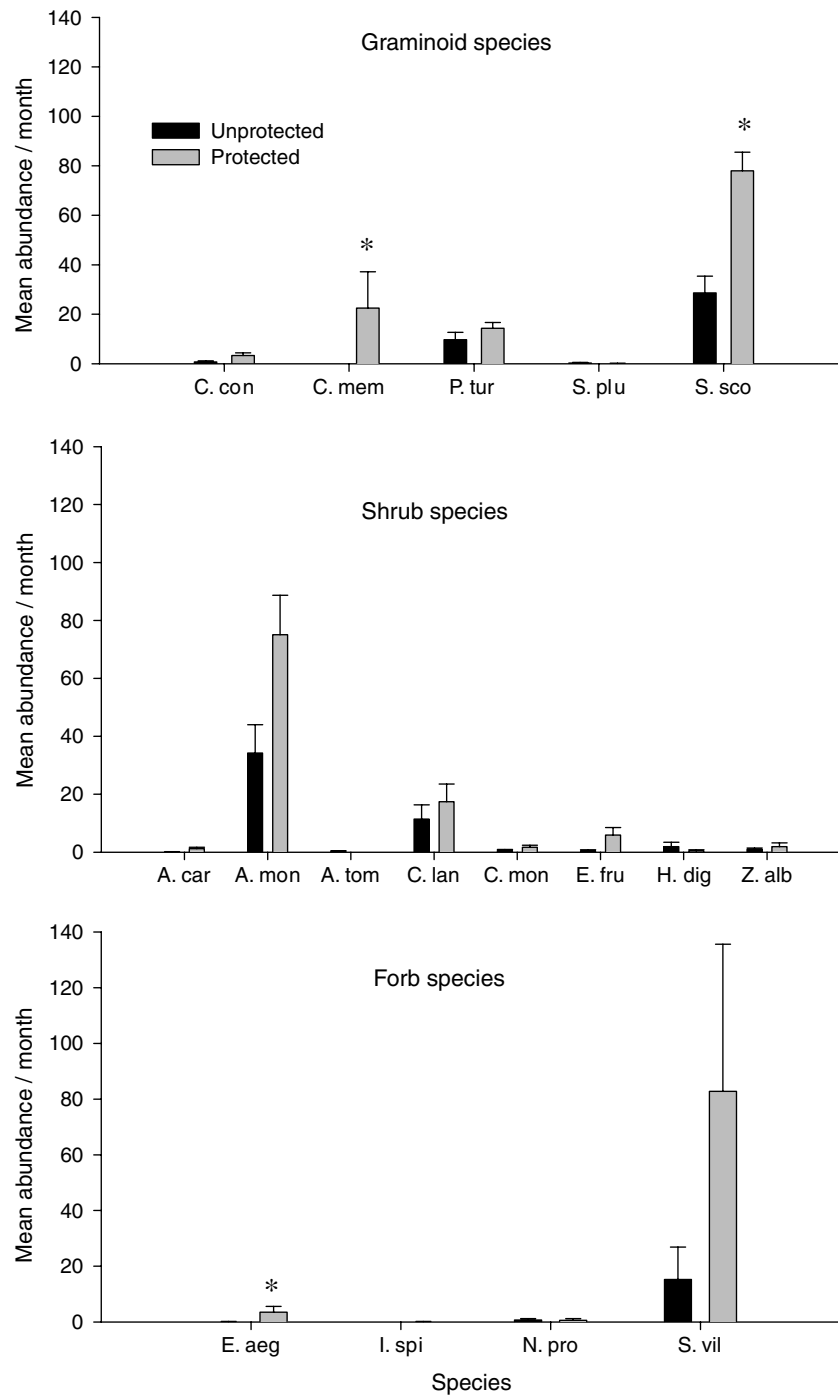 140
120
100
80
60
40
20
0
Mean abundance / month
Graminoid species
Unprotected
Protected
*
*
C. con C. mem P. tur S. plu S. sco
140
120
100
80
60
40
20
0
Mean abundance / month
Shrub species
A. car A. mon A. tom C. lan C. mon E. fru H. dig Z. alb
140
120
100
80
60
40
20
0
Mean abundance / month
Forb species
*
E. aeg I. spi N. pro S. vil
Species